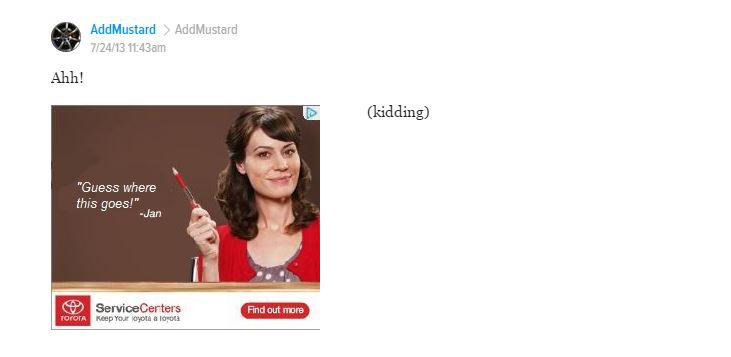 AddMustard > AddMustard
7/24/13 11:43am
Ahh!
(kidding)
"Guess where
this goes!"
-Jan
TOYOTA
ServiceCenters
Keep Your Toyota a Toyota
Find out more